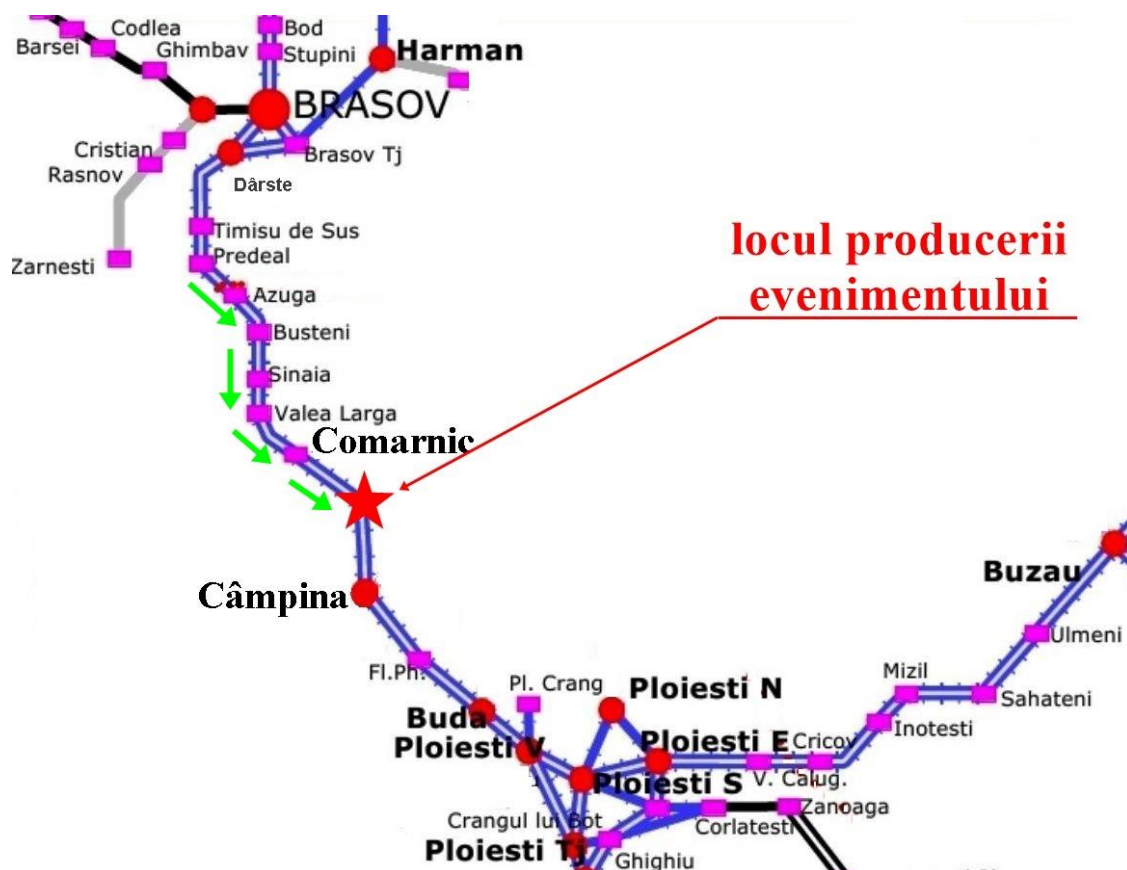 Codlea
Bod
Barsei
Ghimbav
Stupini
Harman
BRASOV
Cristian
Brasov Tj
Rasnov
Dârste
Timisu de Sus
Predeal
Zarnesti
locul producerii
evenimentului
Azuga
Busteni
Sinaia
Valea Larga
Comarnic
Buzau
Câmpina
Ulmeni
Fl.Ph.
Mizil
Pl. Crang
Ploiesti N
Sahateni
Buda
Inotesti
Ploiesti V
Ploiesti E
Cricov
Ploiesti S
V. Calug.
Zanoaga
Crangul lui Bot
Corlatesti
Ploiesti Tj
Ghighiu